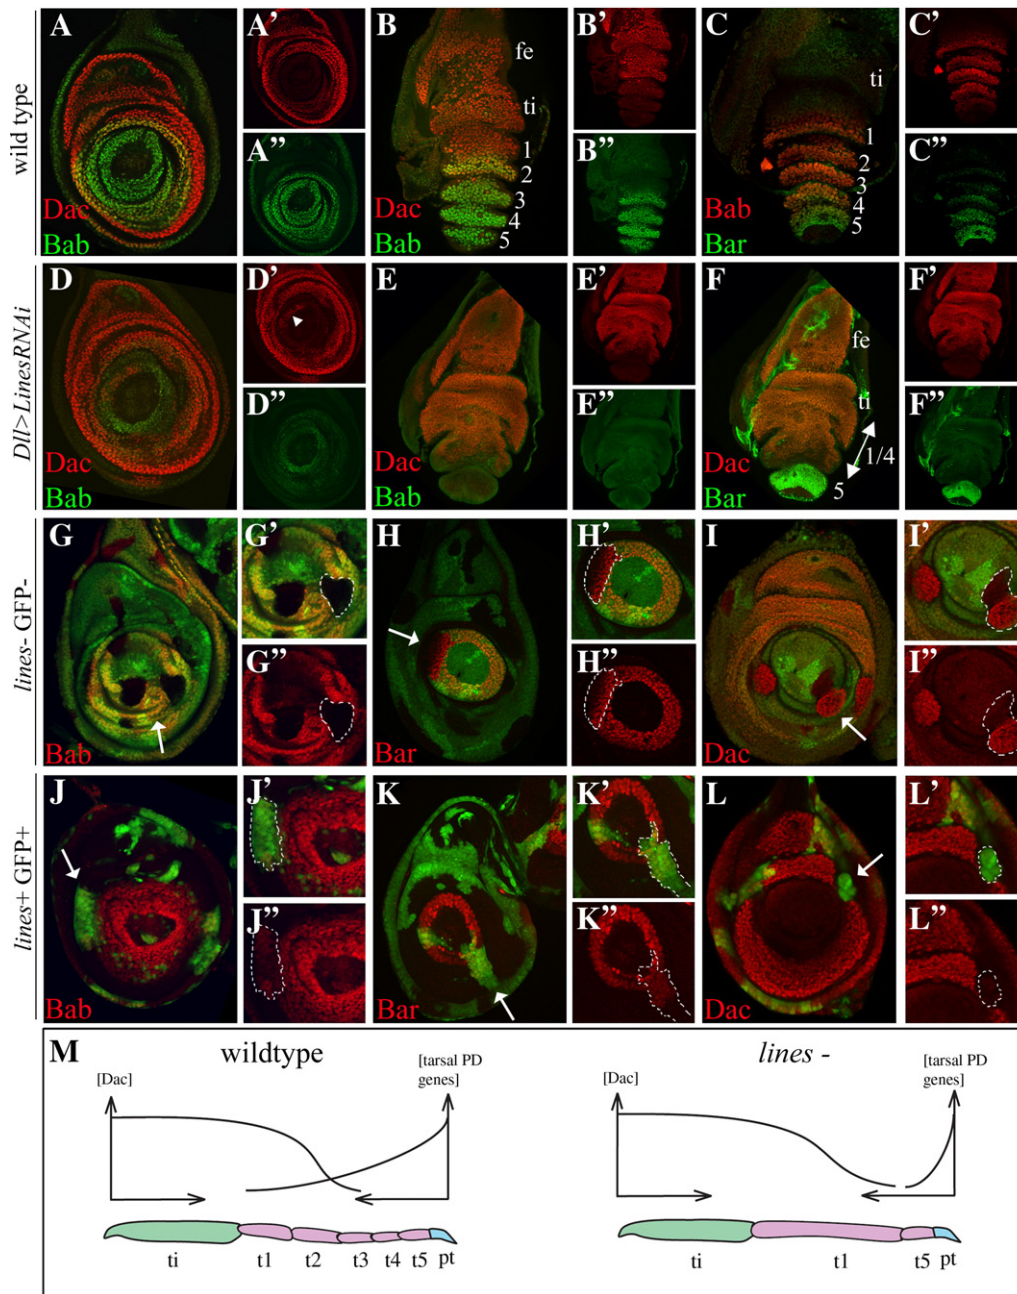 wild type
A
Dac
Bab
A’
A”
B
fe
ti
1
2
3
4
5
Dac
Bab
B’
B”
C
ti
1
2
3
4
5
Bab
Bar
C’
C”
Dll>LinesRNAi
D
Dac
Bab
D’
D”
E
Dac
Bab
E’
E”
F
fe
ti
1/4
5
Dac
Bar
F’
F”
lines- GFP-
G
Bab
G’
G”
H
Bar
H’
H”
I
Dac
I’
I”
lines+ GFP+
J
Bab
J’
J”
K
Bar
K’
K”
L
Dac
L’
L”
M
wildtype
[Dac]
[tarsal PD
genes]
ti
t1
t2
t3
t4
t5
pt
lines -
[Dac]
[tarsal PD
genes]
ti
t1
t5
pt